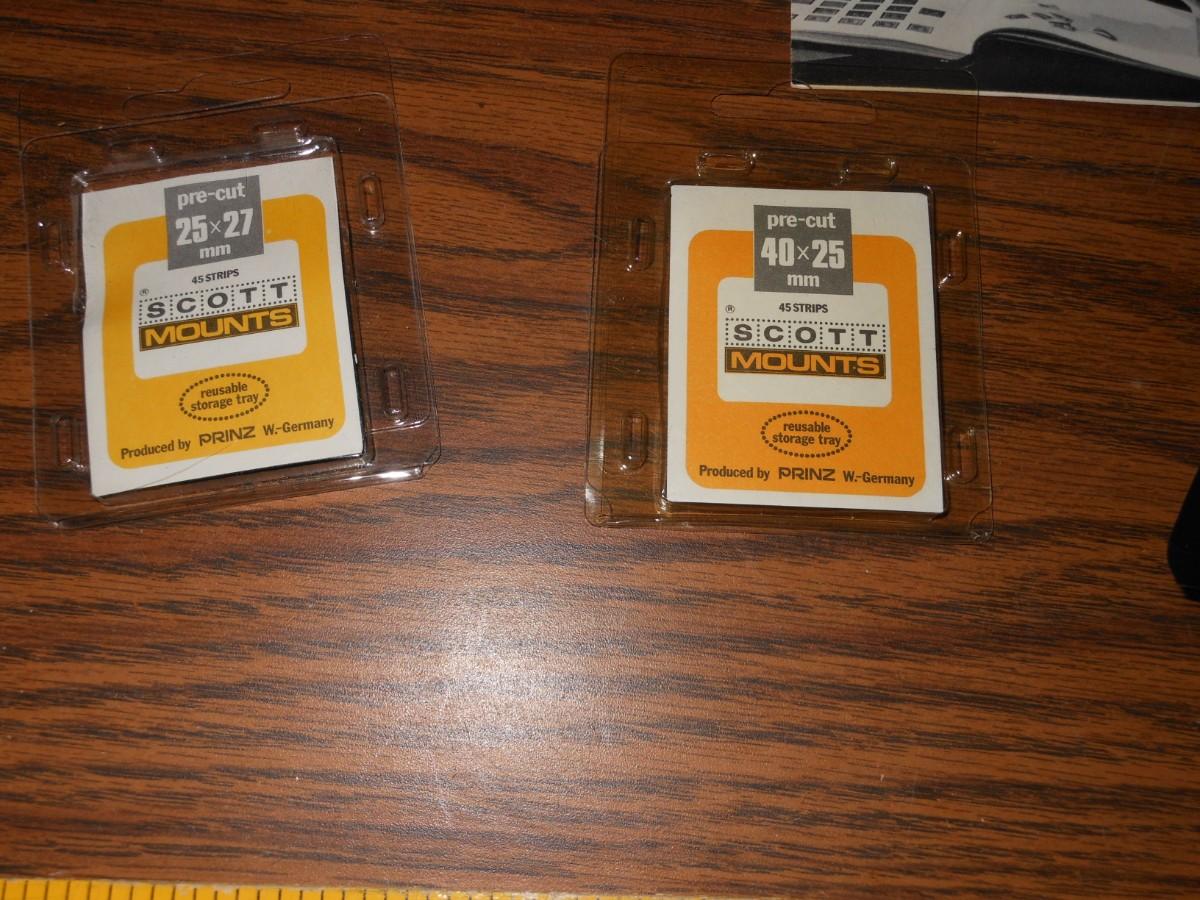 pre-cut
25×27
mm
45 STRIPS
® SCOTT
MOUNTS
reusable
storage tray
Produced by PRINZ W.-Germany
pre-cut
40×25
mm
45 STRIPS
® SCOTT
MOUNTS
reusable
storage tray
Produced by PRINZ W.-Germany